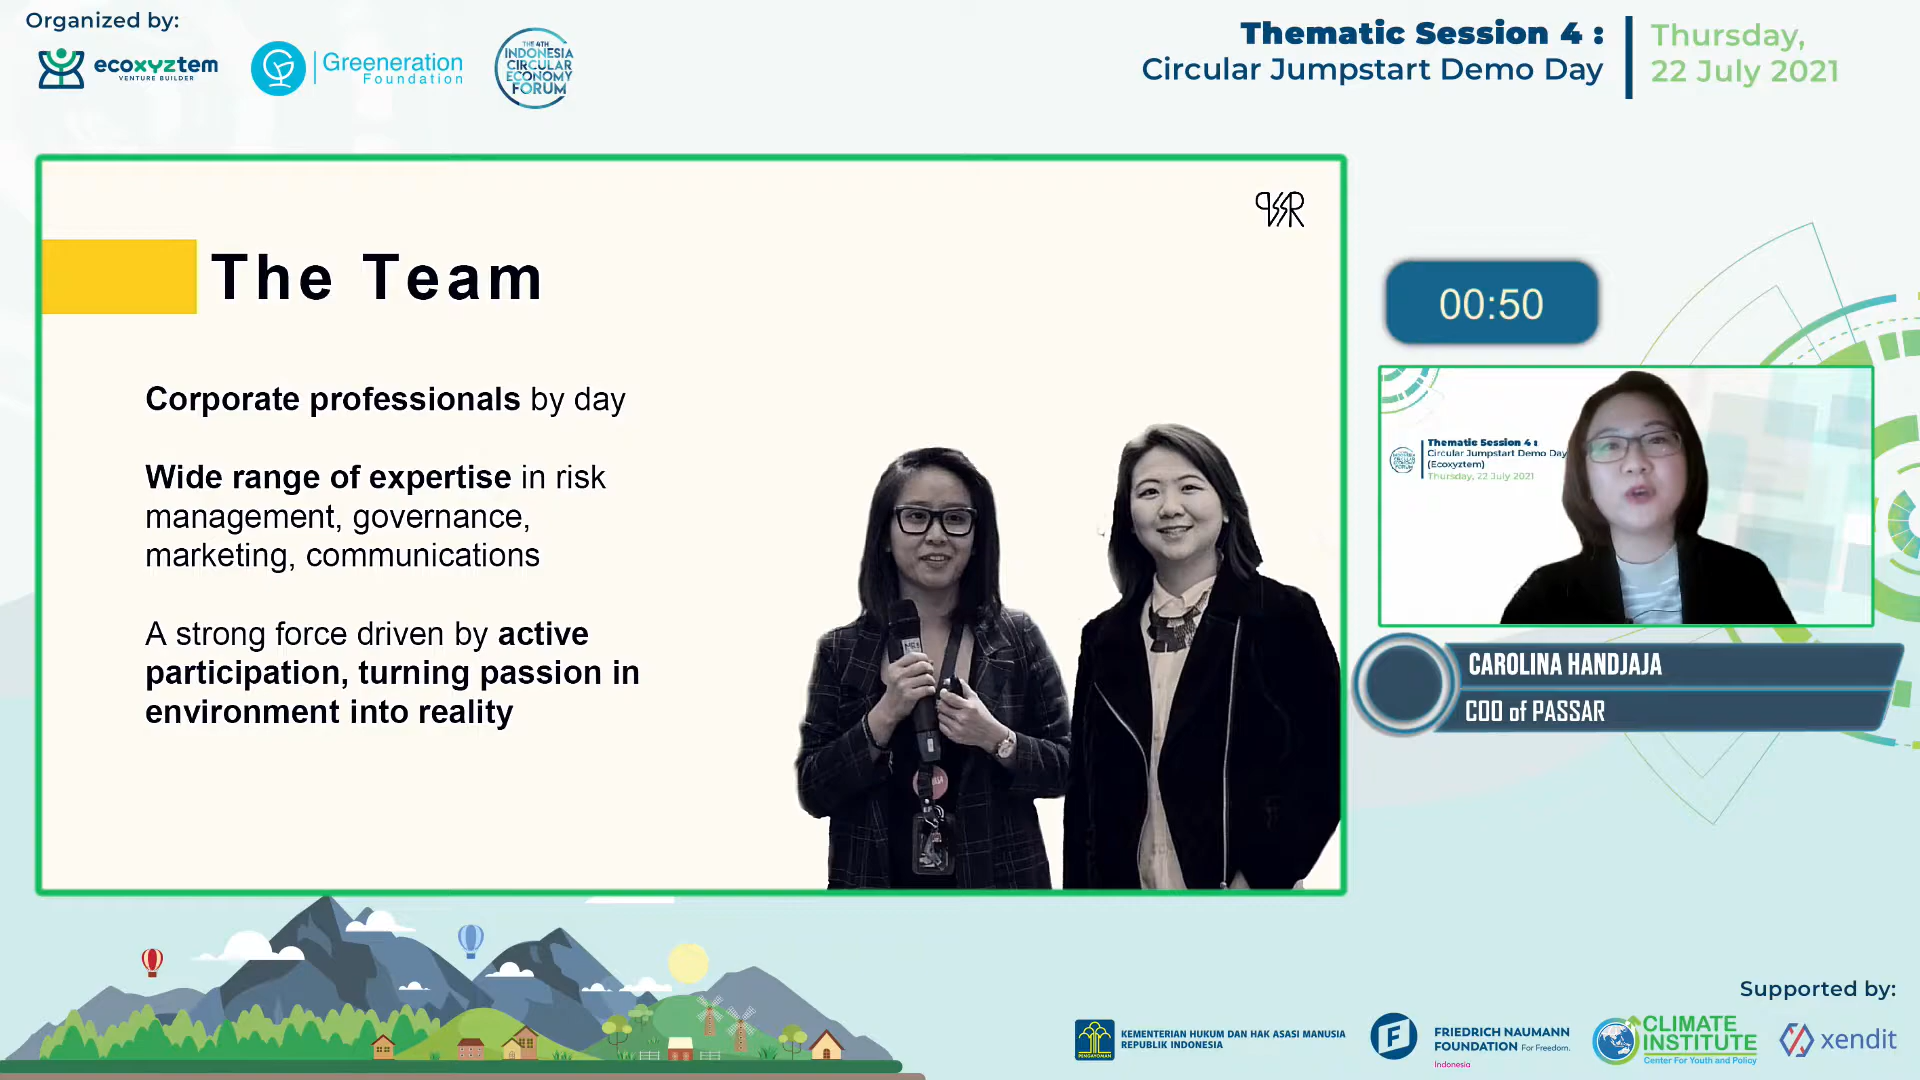 Organized by:
ecoxyztem
VENTURE BUILDER
Greeneration
Foundation
THE 4TH
INDONESIA
CIRCULAR
ECONOMY
FORUM
Thematic Session 4 :
Circular Jumpstart Demo Day
Thursday,
22 July 2021
PSSR
The Team
Corporate professionals by day
Wide range of expertise in risk
management, governance,
marketing, communications
A strong force driven by active
participation, turning passion in
environment into reality
00:50
Thematic Session 4 :
Circular Jumpstart Demo Day
(Ecoxyztem)
Thursday, 22 July 2021
CAROLINA HANDJAJA
COO of PASSAR
Supported by:
PENGAYOMAN
KEMENTERIAN HUKUM DAN HAK ASASI MANUSIA
REPUBLIK INDONESIA
FRIEDRICH NAUMANN
FOUNDATION For Freedom.
Indonesia
CLIMATE
INSTITUTE
Center For Youth and Policy
xendit